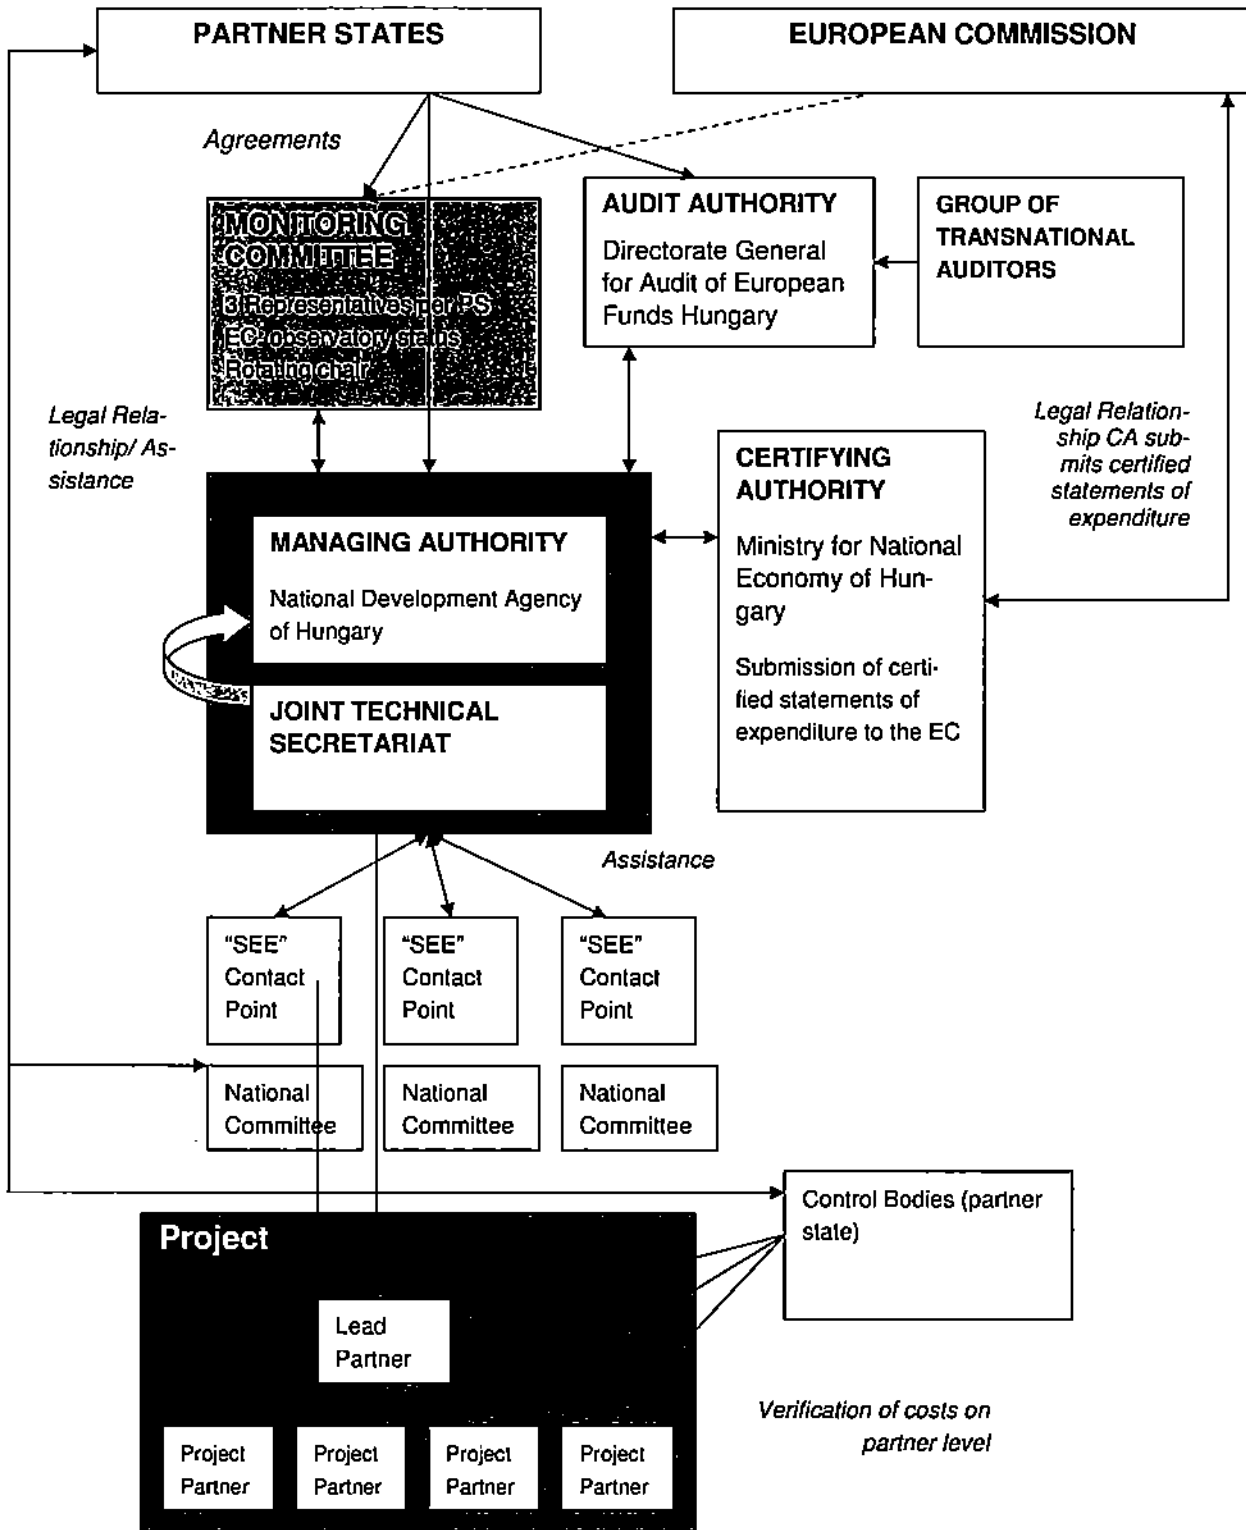 PARTNER STATES
EUROPEAN COMMISSION
Agreements
MONITORING
COMMITTEE
3 Representatives per PS
EC: observatory status
Rotating chair
AUDIT AUTHORITY
Directorate General
for Audit of European
Funds Hungary
GROUP OF
TRANSNATIONAL
AUDITORS
Legal Rela-
tionship/ As-
sistance
Legal Relation-
ship CA sub-
mits certified
statements of
expenditure
CERTIFYING
AUTHORITY
Ministry for National
Economy of Hun-
gary
Submission of certi-
fied statements of
expenditure to the EC
MANAGING AUTHORITY
National Development Agency
of Hungary
JOINT TECHNICAL
SECRETARIAT
Assistance
"SEE"
Contact
Point
"SEE"
Contact
Point
"SEE"
Contact
Point
National
Committee
National
Committee
National
Committee
Control Bodies (partner
state)
Project
Lead
Partner
Verification of costs on
partner level
Project
Partner
Project
Partner
Project
Partner
Project
Partner